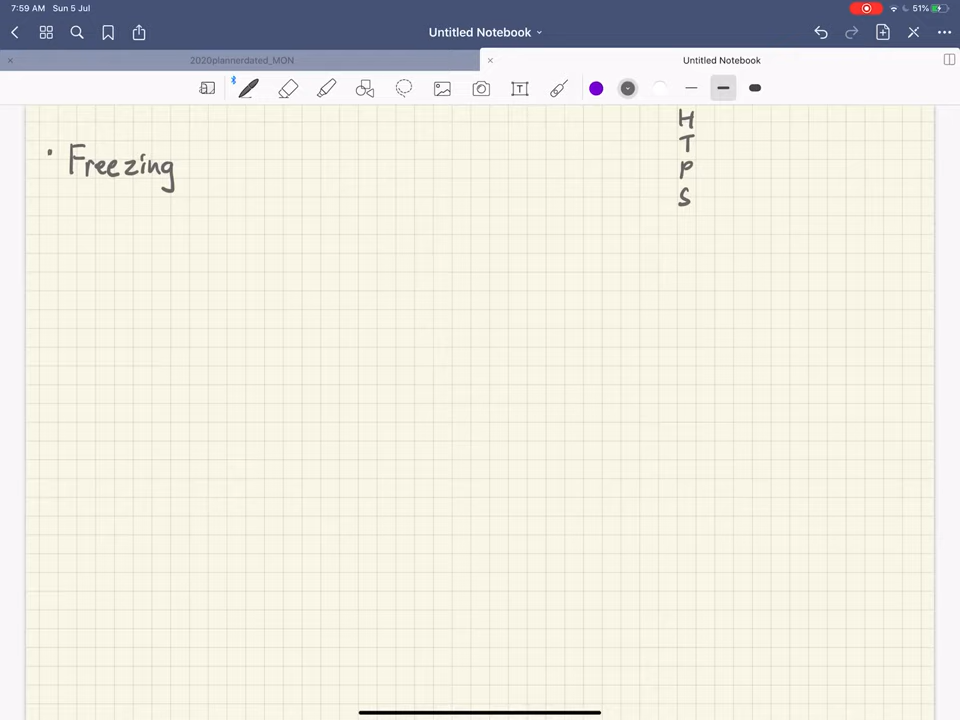 7:59 AM Sun 5 Jul
51%
Untitled Notebook
2020plannerdated_MON
Untitled Notebook
T
H
T
P
S
• Freezing